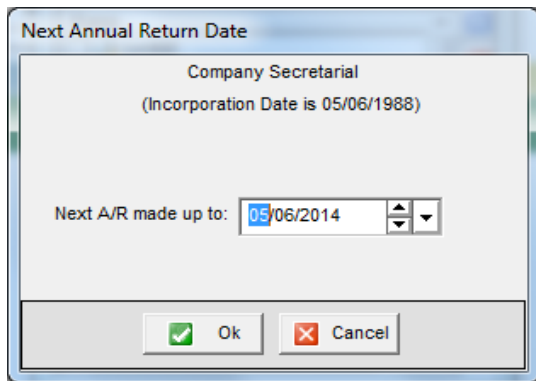 Next Annual Return Date
Company Secretarial
(Incorporation Date is 05/06/1988)
Next A/R made up to: 05/06/2014
Ok Cancel